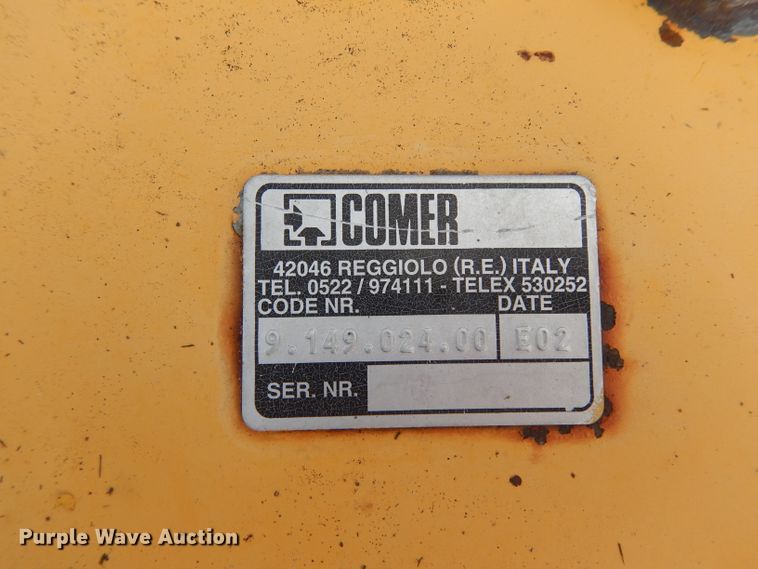 COMER
42046 REGGIOLO (R.E.) ITALY
TEL. 0522 / 974111 - TELEX 530252
CODE NR. DATE
9.149.024.00 E02
SER. NR.
Purple Wave Auction